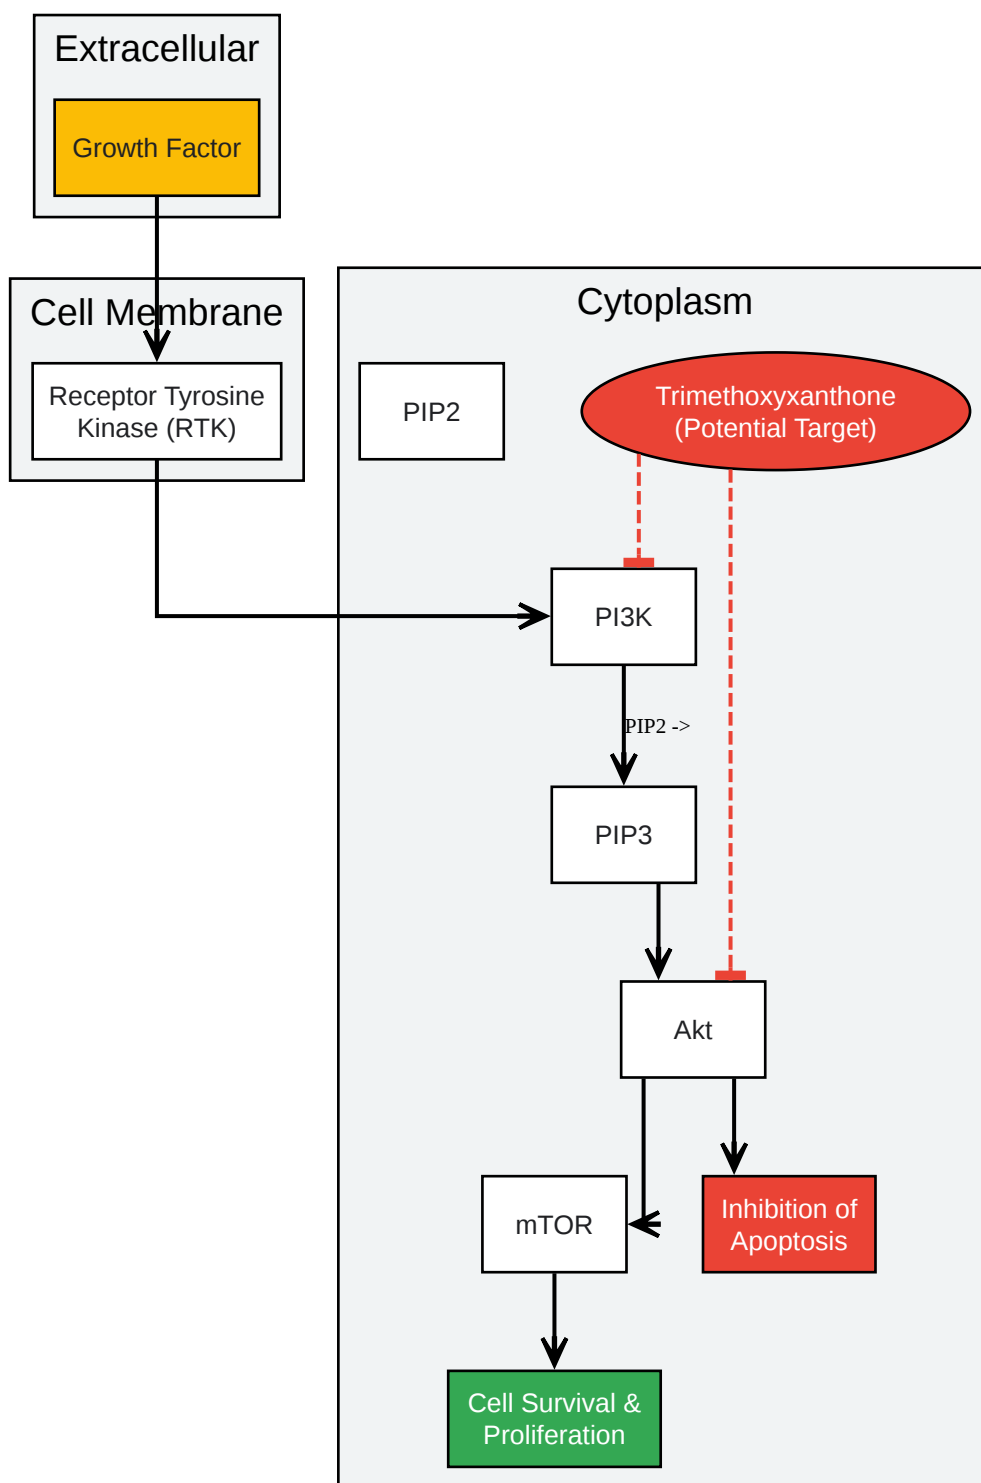 Extracellular
Growth Factor
Cell Membrane
Receptor Tyrosine
Kinase (RTK)
Cytoplasm
PIP2
Trimethoxyxanthone
(Potential Target)
PI3K
PIP2 ->
PIP3
Akt
mTOR
Inhibition of
Apoptosis
Cell Survival &
Proliferation